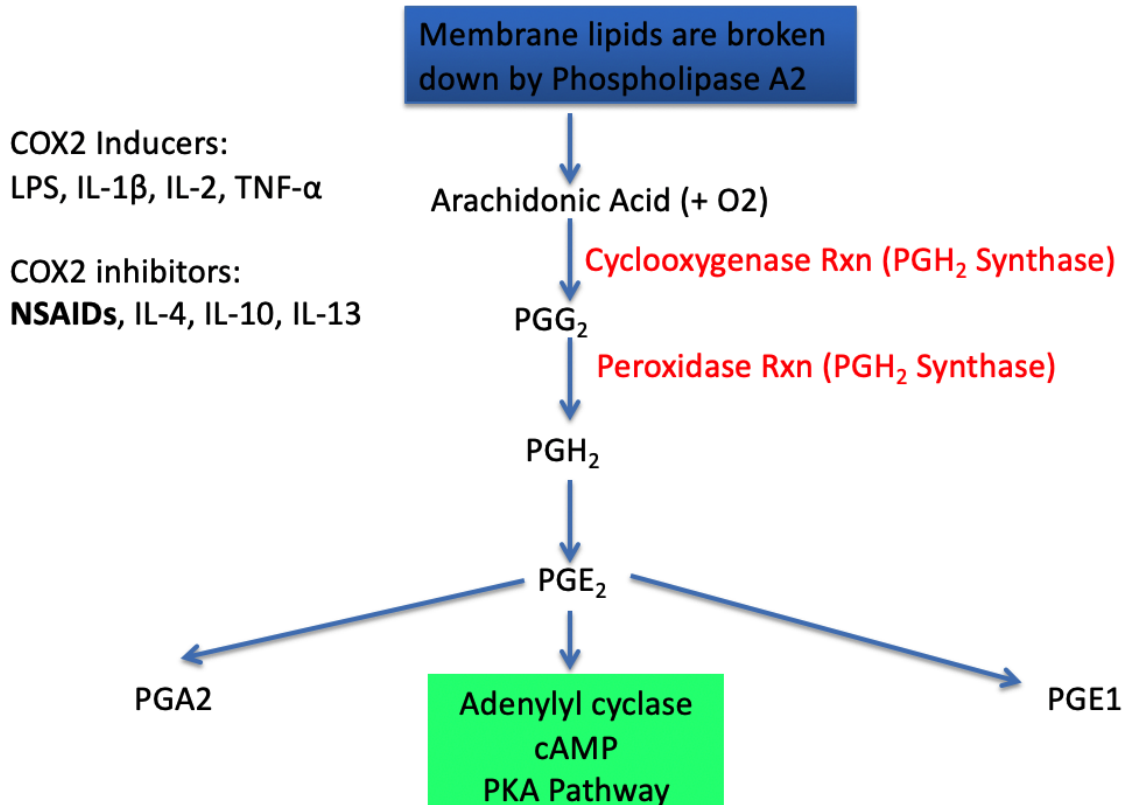 Membrane lipids are broken
down by Phospholipase A2
COX2 Inducers:
LPS, IL-1β, IL-2, TNF-α
Arachidonic Acid (+ O2)
COX2 inhibitors:
NSAIDs, IL-4, IL-10, IL-13
Cyclooxygenase Rxn (PGH₂ Synthase)
PGG₂
Peroxidase Rxn (PGH₂ Synthase)
PGH₂
PGE₂
PGA2
Adenylyl cyclase
cAMP
PKA Pathway
PGE1